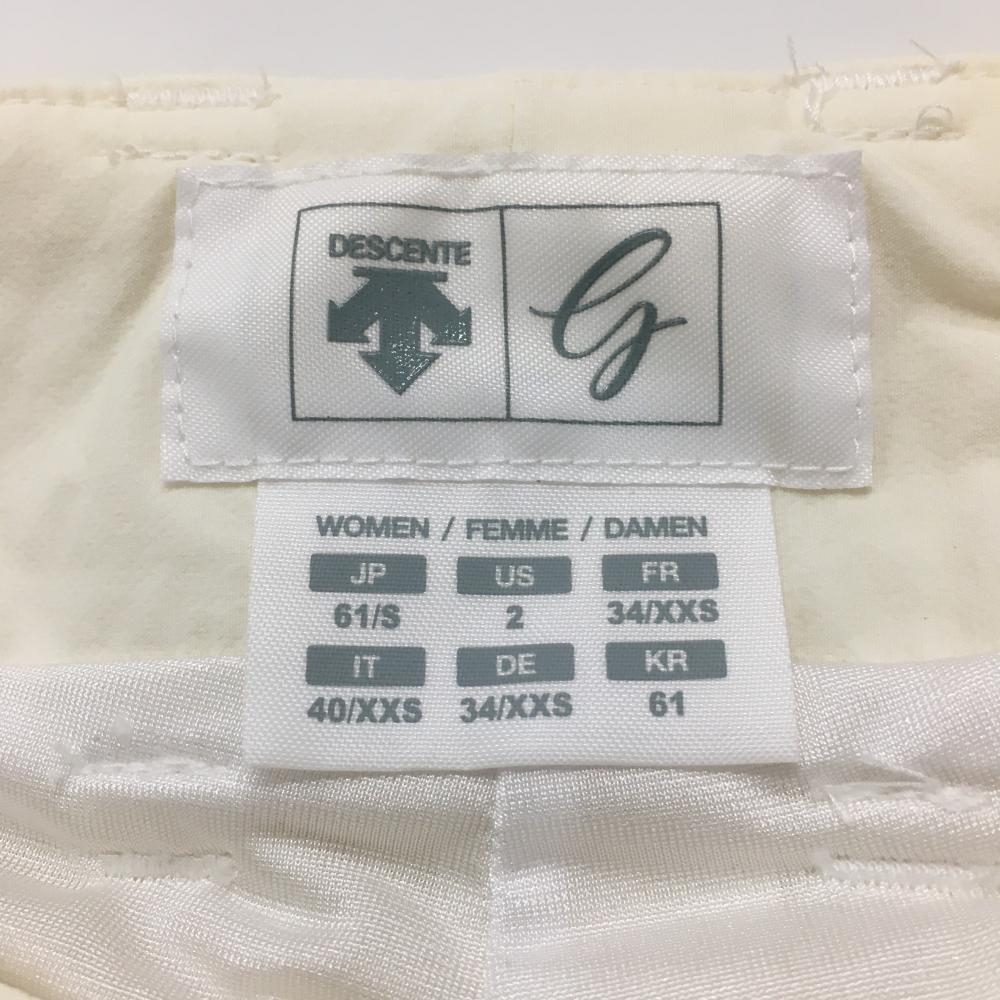 DESCENTE
WOMEN / FEMME / DAMEN
JP US FR
61/S 2 34/XXS
IT DE KR
40/XXS 34/XXS 61